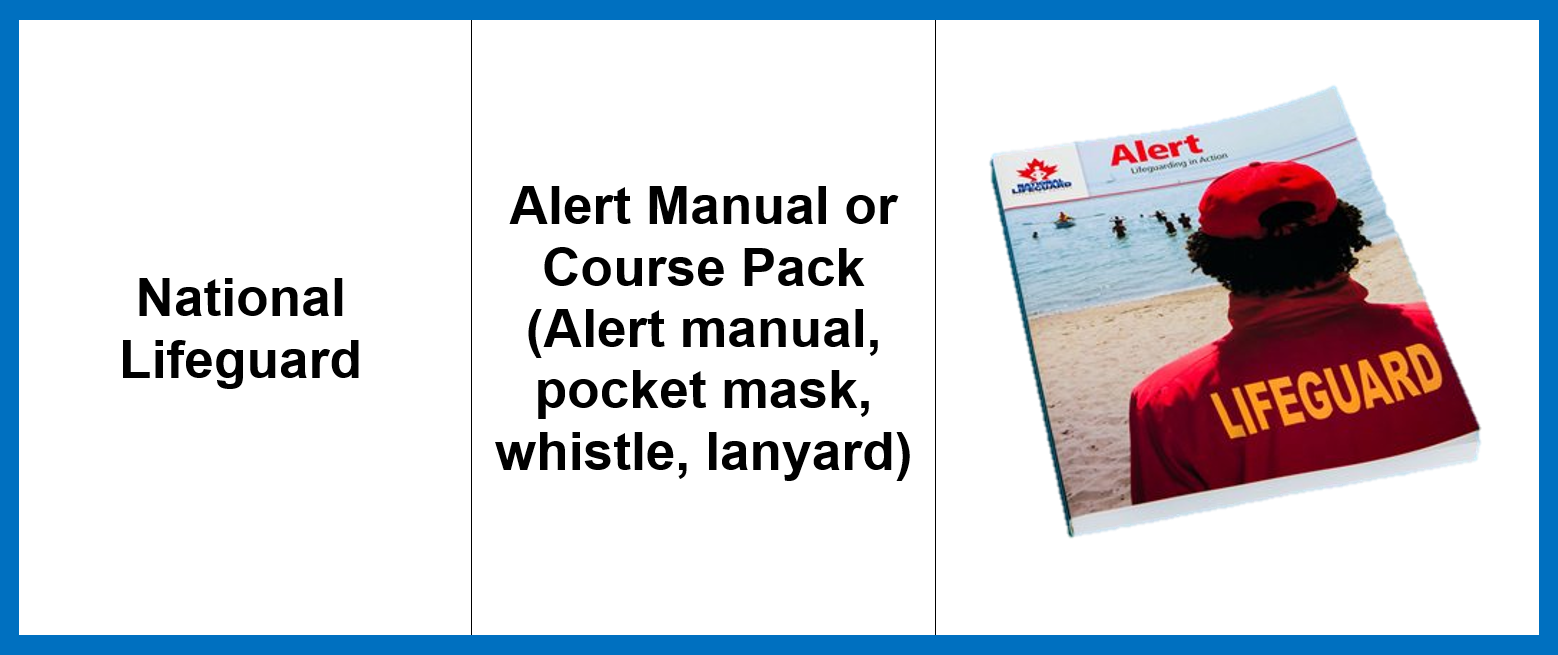 National
Lifeguard
Alert Manual or
Course Pack
(Alert manual,
pocket mask,
whistle, lanyard)
Alert
Lifeguarding in Action
NATIONAL
LIFEGUARD
LIFEGUARD